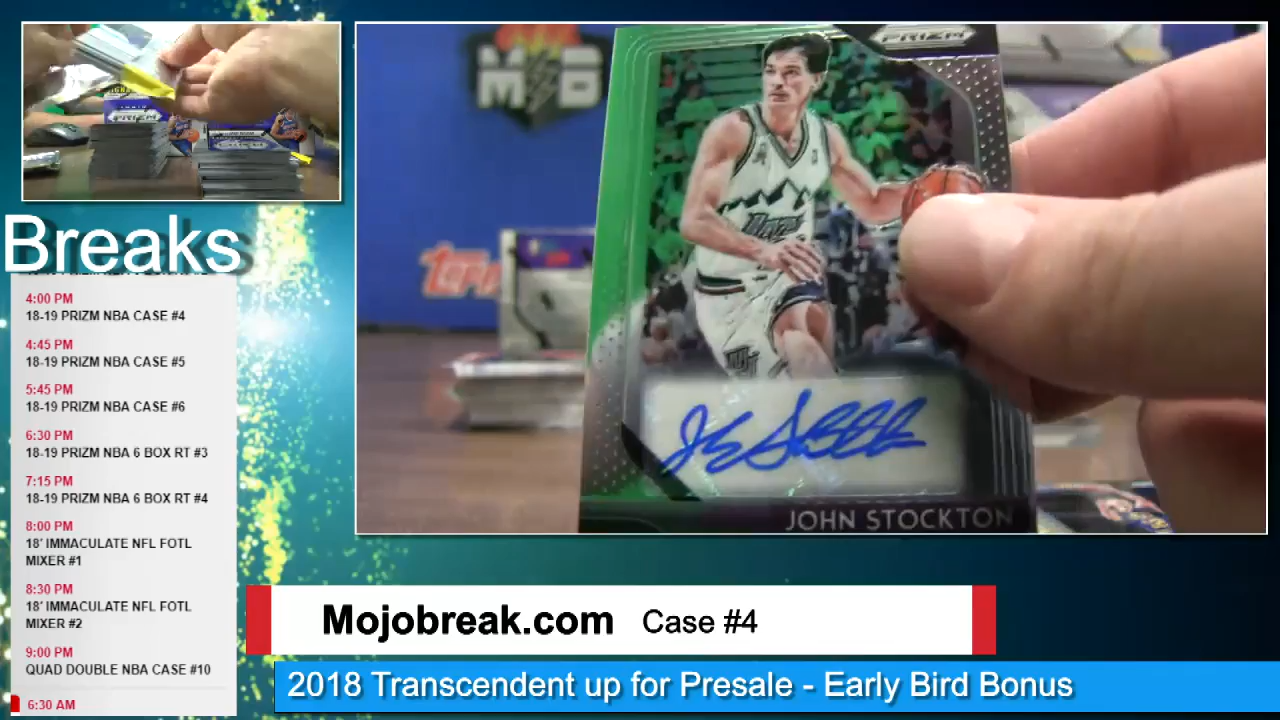 Breaks
4:00 PM
18-19 PRIZM NBA CASE #4
4:45 PM
18-19 PRIZM NBA CASE #5
5:45 PM
18-19 PRIZM NBA CASE #6
6:30 PM
18-19 PRIZM NBA 6 BOX RT #3
7:15 PM
18-19 PRIZM NBA 6 BOX RT #4
8:00 PM
18' IMMACULATE NFL FOTL
MIXER #1
8:30 PM
18' IMMACULATE NFL FOTL
MIXER #2
9:00 PM
QUAD DOUBLE NBA CASE #10
6:30 AM
PRIZM
topps
JOHN STOCKTON
Mojobreak.com Case #4
2018 Transcendent up for Presale - Early Bird Bonus